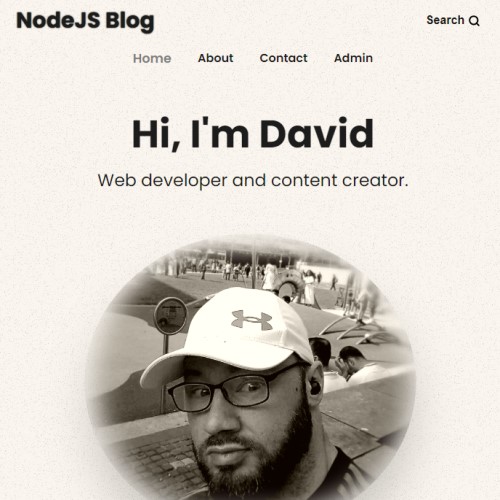 NodeJS Blog
Search
Home About Contact Admin
Hi, I'm David
Web developer and content creator.